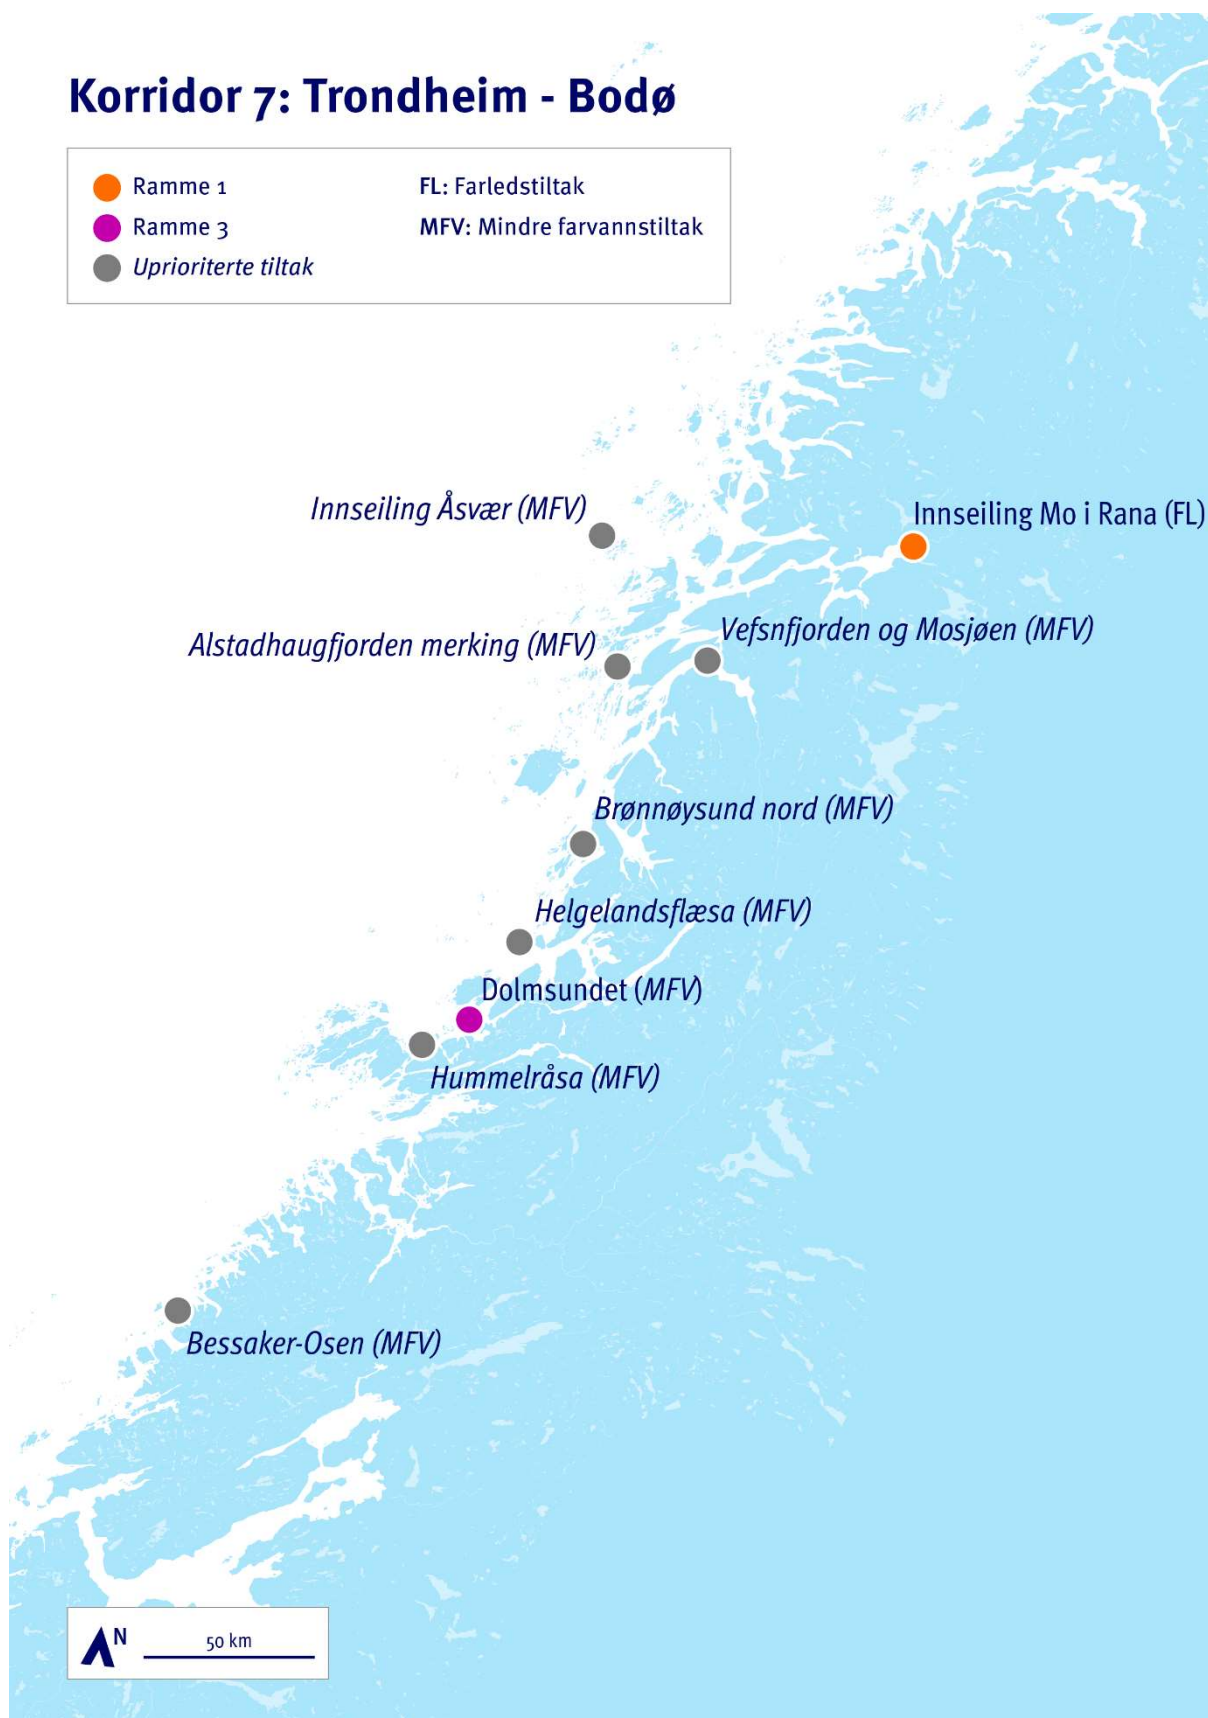 Korridor 7: Trondheim - Bodø
Ramme 1
FL: Farledstiltak
Ramme 3
MFV: Mindre farvannstiltak
Uprioriterte tiltak
Innseiling Åsvær (MFV)
Innseiling Mo i Rana (FL)
Vefsnfjorden og Mosjøen (MFV)
Alstadhaugfjorden merking (MFV)
Brønnøysund nord (MFV)
Helgelandsflæsa (MFV)
Dolmsundet (MFV)
Hummelråsa (MFV)
Bessaker-Osen (MFV)
N
50 km